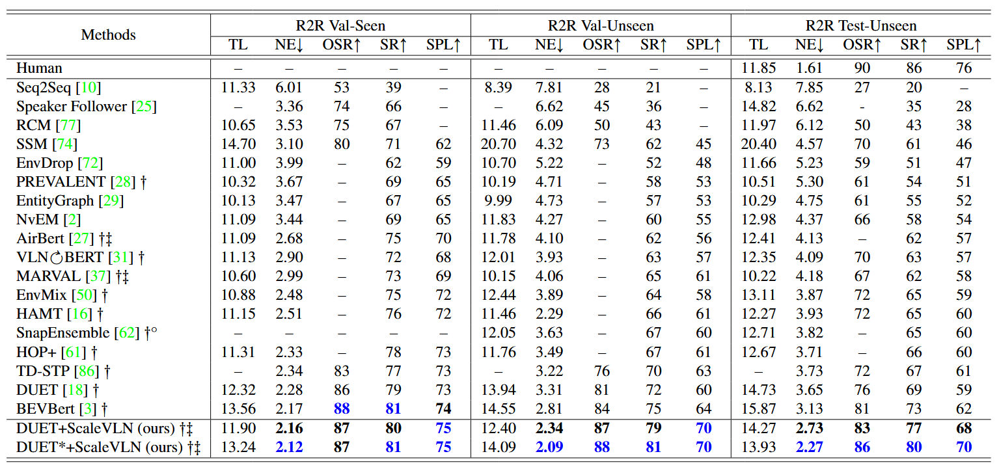 Methods R2R Val-Seen R2R Val-Unseen R2R Test-Unseen
TL NE↓ OSR↑ SR↑ SPL↑ TL NE↓ OSR↑ SR↑ SPL↑ TL NE↓ OSR↑ SR↑ SPL↑
Human – – – – – – – – – – 11.85 1.61 90 86 76
Seq2Seq [10] 11.33 6.01 53 39 – 8.39 7.81 28 21 – 8.13 7.85 27 20 –
Speaker Follower [25] – 3.36 74 66 – – 6.62 45 36 – 14.82 6.62 - 35 28
RCM [77] 10.65 3.53 75 67 – 11.46 6.09 50 43 – 11.97 6.12 50 43 38
SSM [74] 14.70 3.10 80 71 62 20.70 4.32 73 62 45 20.40 4.57 70 61 46
EnvDrop [72] 11.00 3.99 – 62 59 10.70 5.22 – 52 48 11.66 5.23 59 51 47
PREVALENT [28] † 10.32 3.67 – 69 65 10.19 4.71 – 58 53 10.51 5.30 61 54 51
EntityGraph [29] 10.13 3.47 – 67 65 9.99 4.73 – 57 53 10.29 4.75 61 55 52
NvEM [2] 11.09 3.44 – 69 65 11.83 4.27 – 60 55 12.98 4.37 66 58 54
AirBert [27] †‡ 11.09 2.68 – 75 70 11.78 4.10 – 62 56 12.41 4.13 – 62 57
VLN↻BERT [31] † 11.13 2.90 – 72 68 12.01 3.93 – 63 57 12.35 4.09 70 63 57
MARVAL [37] †‡ 10.60 2.99 – 73 69 10.15 4.06 – 65 61 10.22 4.18 67 62 58
EnvMix [50] † 10.88 2.48 – 75 72 12.44 3.89 – 64 58 13.11 3.87 72 65 59
HAMT [16] † 11.15 2.51 – 76 72 11.46 2.29 – 66 61 12.27 3.93 72 65 60
SnapEnsemble [62] †° – – – – – 12.05 3.63 – 67 60 12.71 3.82 – 65 60
HOP+ [61] † 11.31 2.33 – 78 73 11.76 3.49 – 67 61 12.67 3.71 – 66 60
TD-STP [86] † – 2.34 83 77 73 – 3.22 76 70 63 – 3.73 72 67 61
DUET [18] † 12.32 2.28 86 79 73 13.94 3.31 81 72 60 14.73 3.65 76 69 59
BEVBert [3] † 13.56 2.17 88 81 74 14.55 2.81 84 75 64 15.87 3.13 81 73 62
DUET+ScaleVLN (ours) †‡ 11.90 2.16 87 80 75 12.40 2.34 87 79 70 14.27 2.73 83 77 68
DUET*+ScaleVLN (ours) †‡ 13.24 2.12 87 81 75 14.09 2.09 88 81 70 13.93 2.27 86 80 70